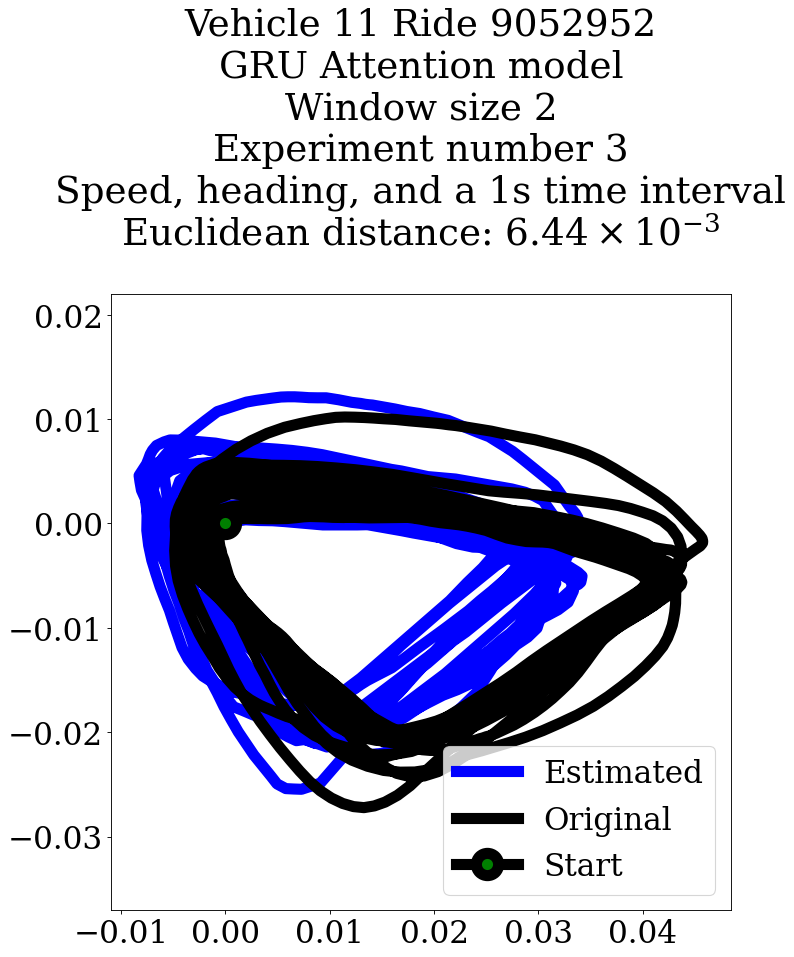 Vehicle 11 Ride 9052952
GRU Attention model
Window size 2
Experiment number 3
Speed, heading, and a 1s time interval
Euclidean distance: 6.44 × 10⁻³
0.02
0.01
0.00
−0.01
−0.02
−0.03
Estimated
Original
Start
−0.01 0.00 0.01 0.02 0.03 0.04